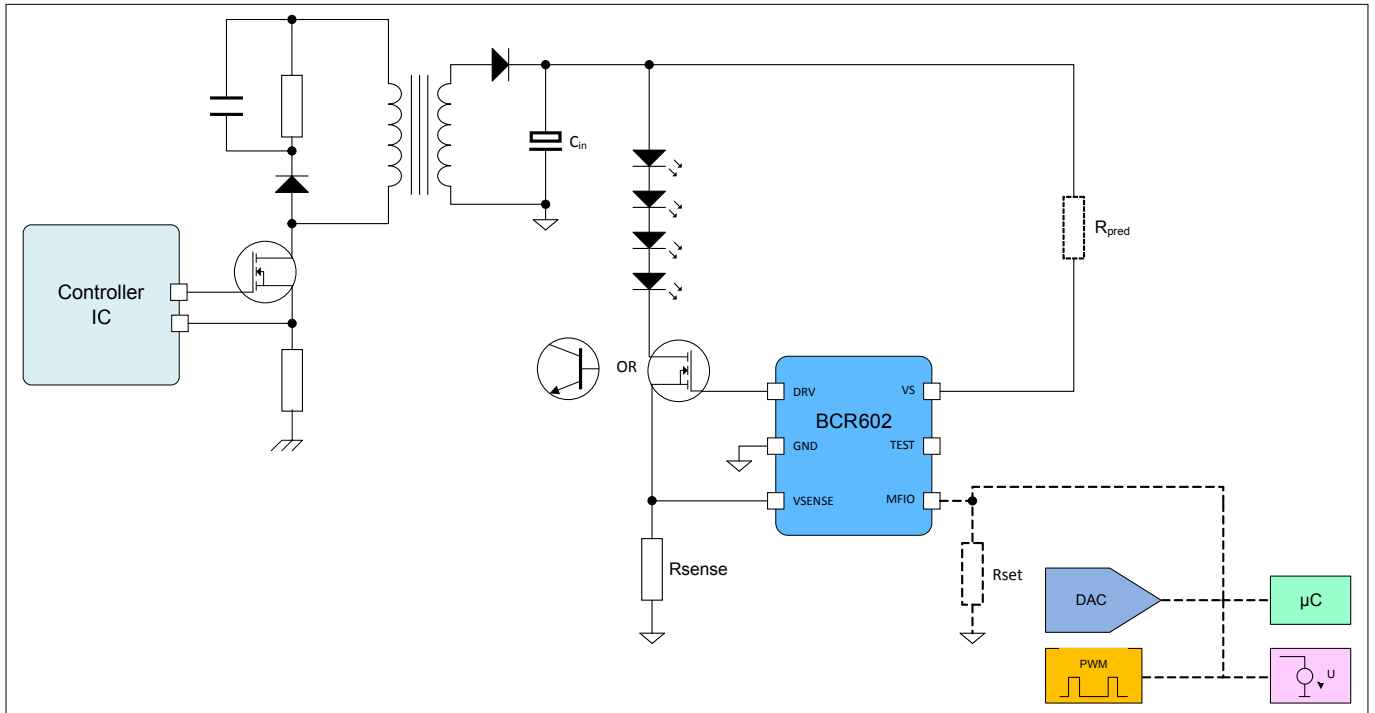 Cin
Rpred
Controller
IC
OR
DRV
VS
BCR602
GND
TEST
VSENSE
MFIO
Rsense
Rset
DAC
µC
PWM
U